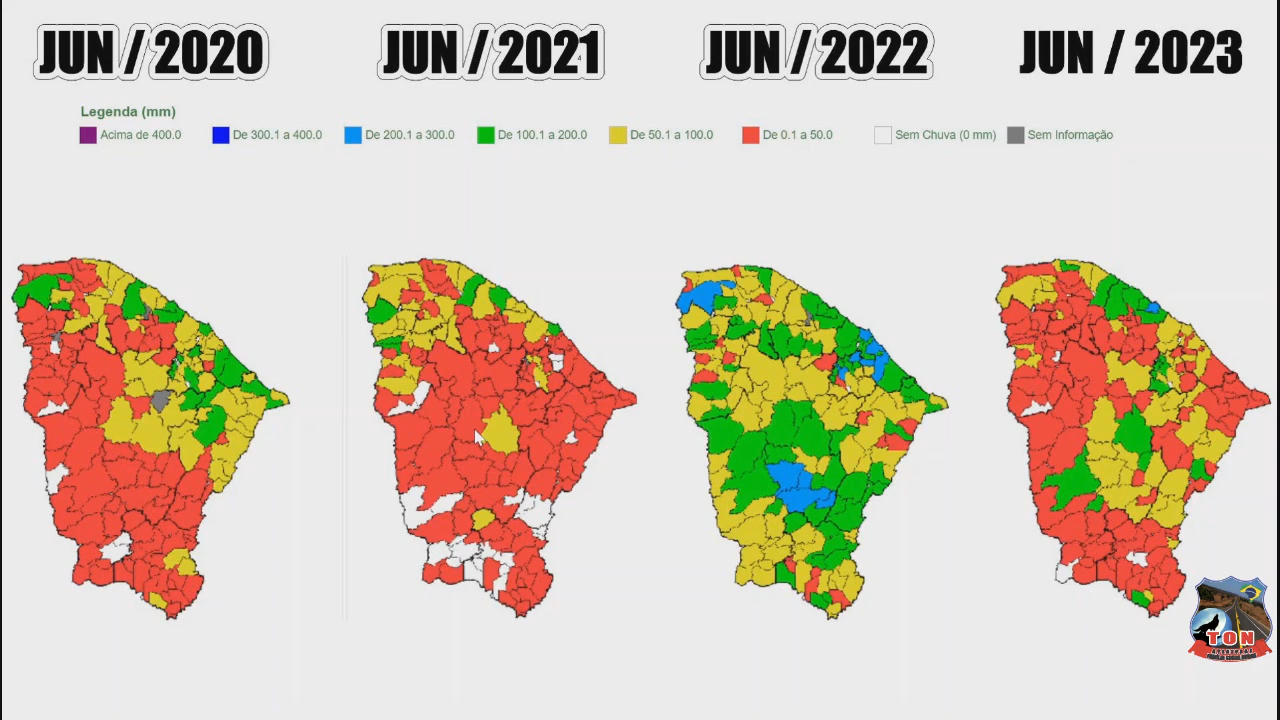 JUN / 2020 JUN / 2021 JUN / 2022 JUN / 2023
Legenda (mm)
Acima de 400.0 De 300.1 a 400.0 De 200.1 a 300.0 De 100.1 a 200.0 De 50.1 a 100.0 De 0.1 a 50.0 Sem Chuva (0 mm) Sem Informação
TON